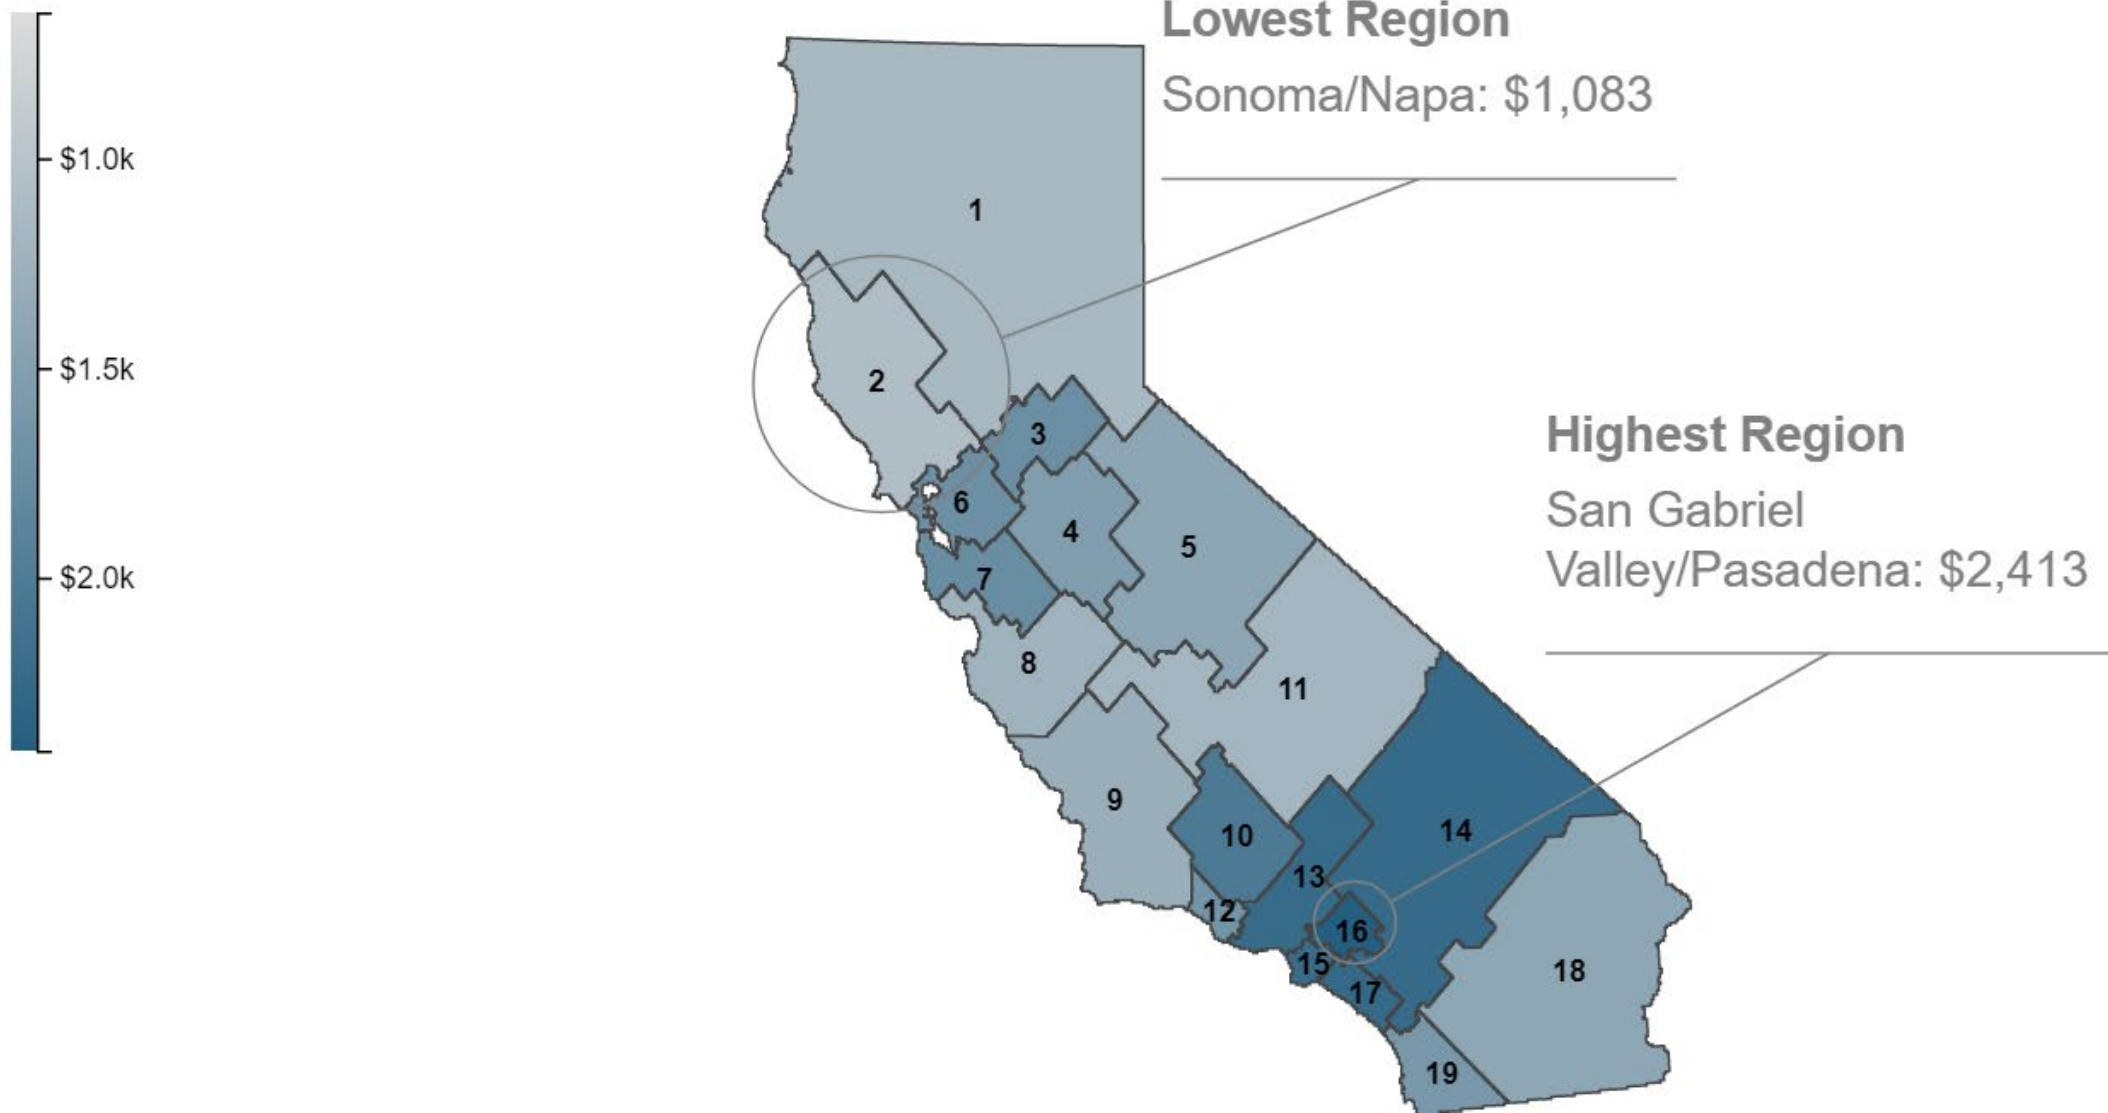 Lowest Region
Sonoma/Napa: $1,083
$1.0k
$1.5k
$2.0k
Highest Region
San Gabriel
Valley/Pasadena: $2,413
1
2
3
4
5
6
7
8
9
10
11
12
13
14
15
16
17
18
19